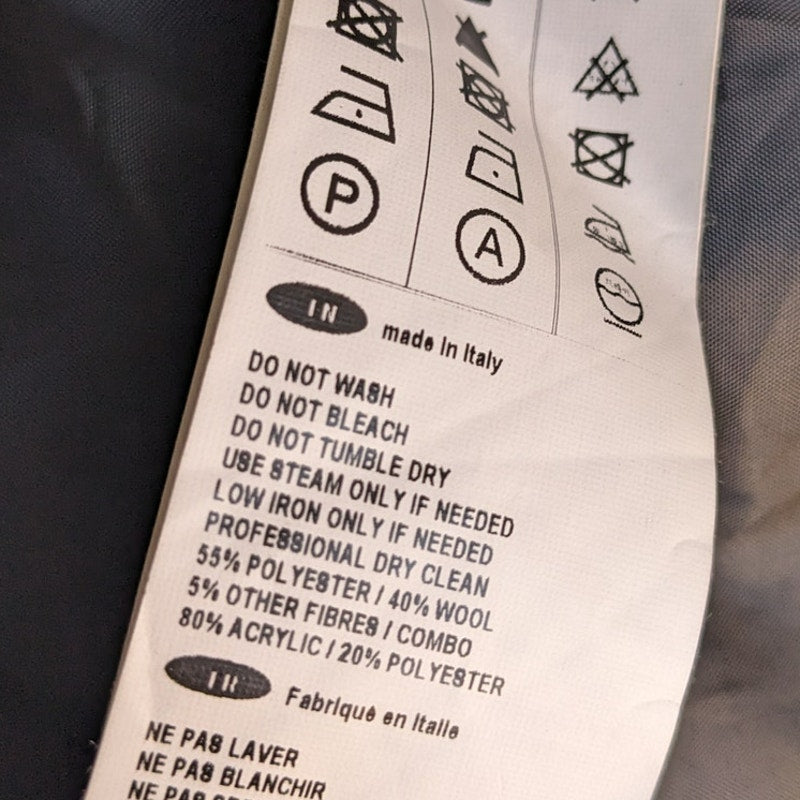 P
A
IN made in Italy
DO NOT WASH
DO NOT BLEACH
DO NOT TUMBLE DRY
USE STEAM ONLY IF NEEDED
LOW IRON ONLY IF NEEDED
PROFESSIONAL DRY CLEAN
55% POLYESTER / 40% WOOL
5% OTHER FIBRES / COMBO
80% ACRYLIC / 20% POLYESTER
Fabriqué en Italie
NE PAS LAVER
NE PAS BLANCHIR
NE PAS